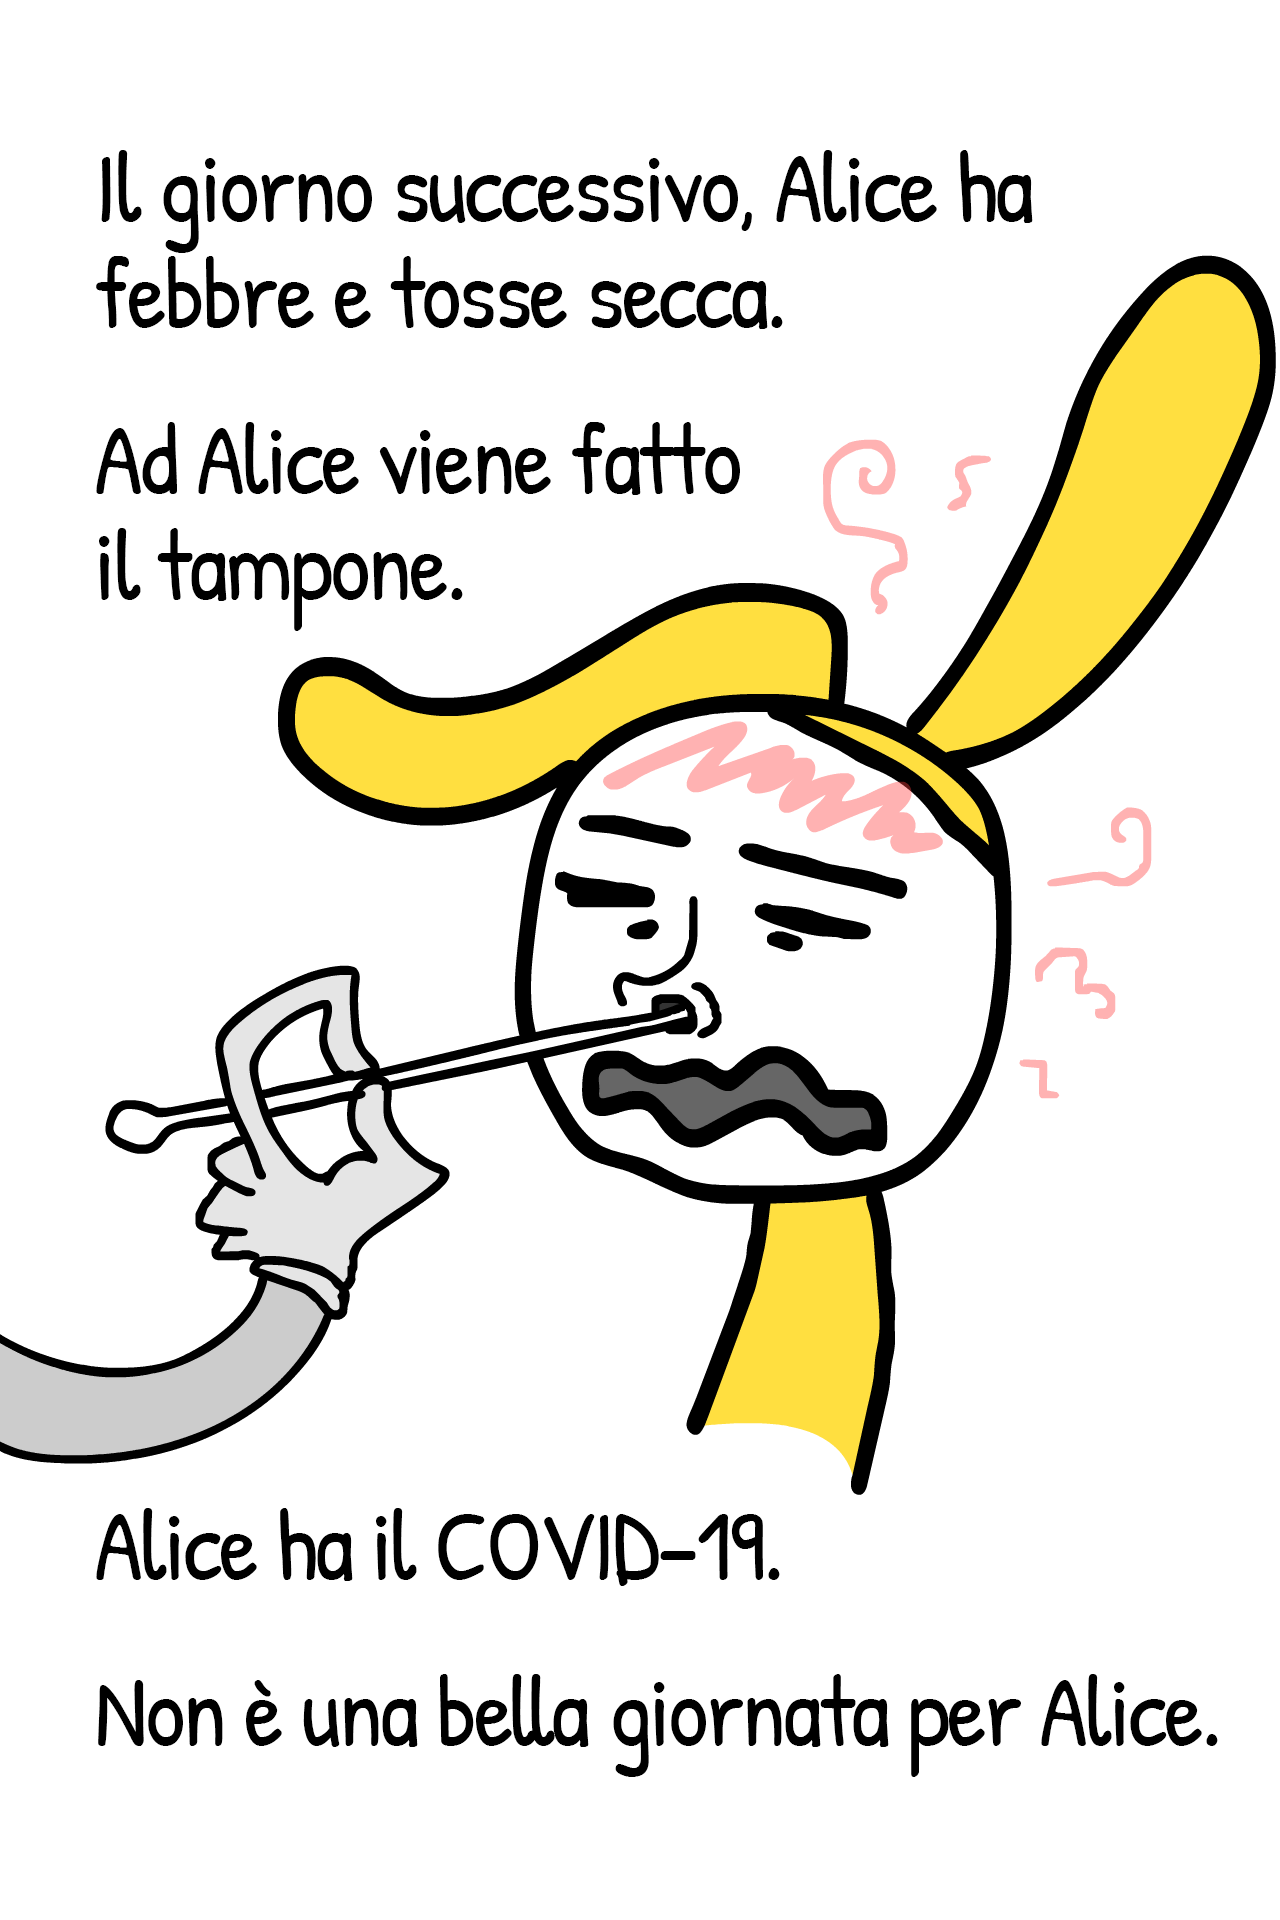 Il giorno successivo, Alice ha
febbre e tosse secca.
Ad Alice viene fatto
il tampone.
Alice ha il COVID-19.
Non è una bella giornata per Alice.